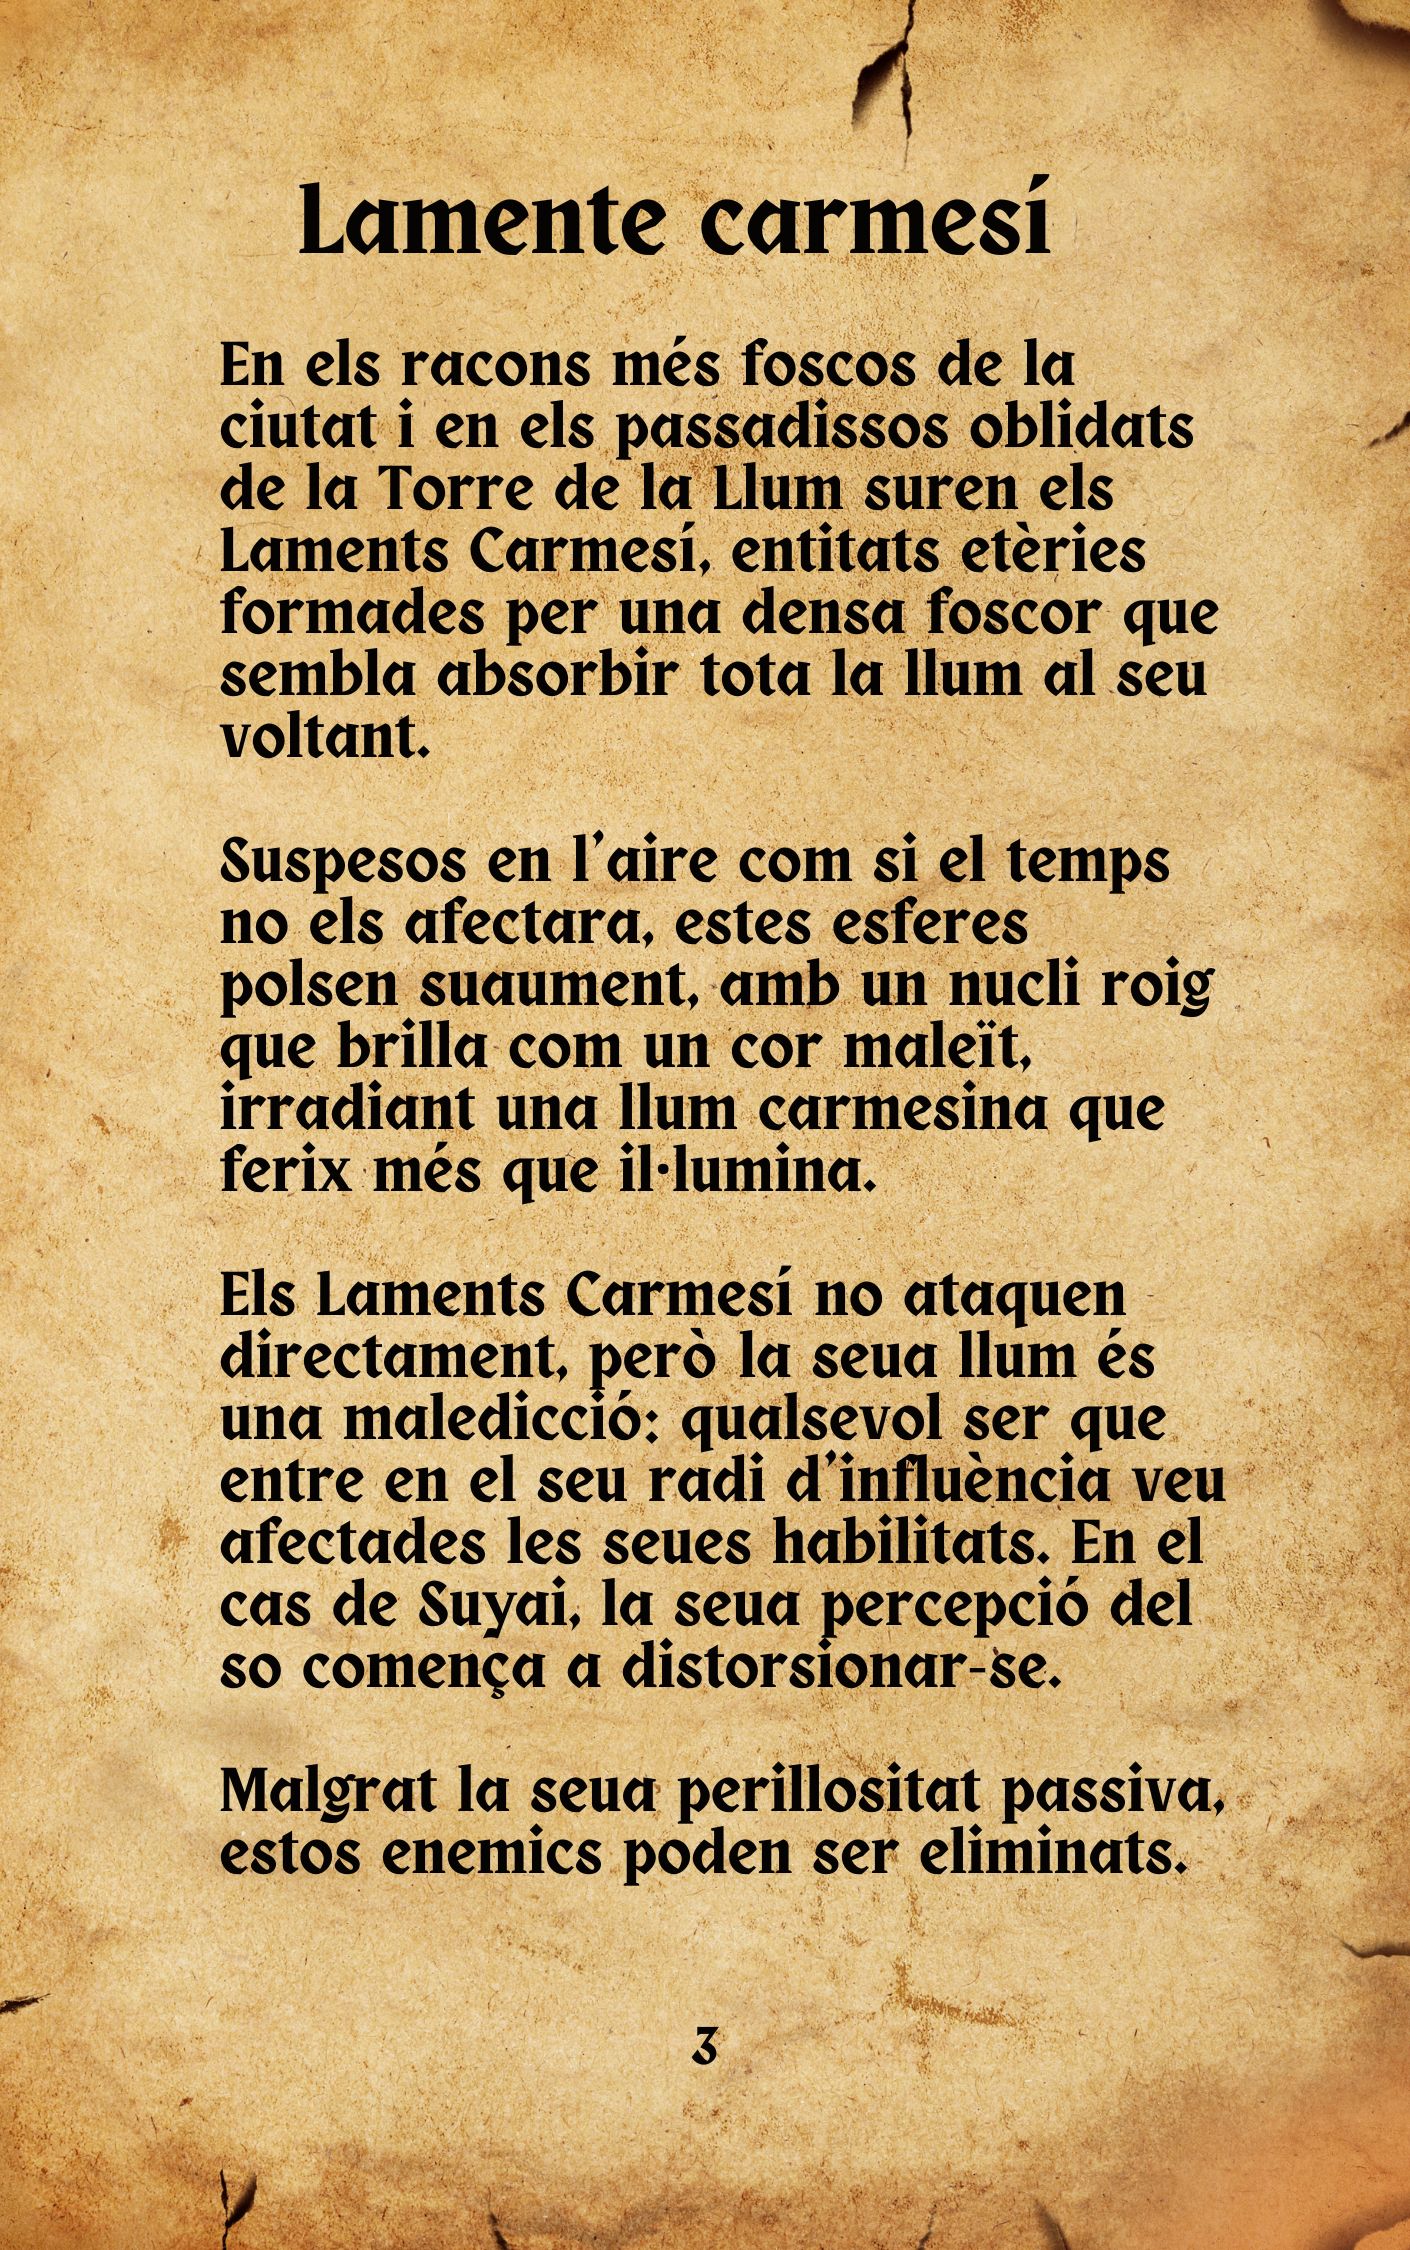 Lamente carmesí
En els racons més foscos de la
ciutat i en els passadissos oblidats
de la Torre de la Llum suren els
Laments Carmesí, entitats etèries
formades per una densa foscor que
sembla absorbir tota la llum al seu
voltant.
Suspesos en l'aire com si el temps
no els afectara, estes esferes
polsen suaument, amb un nucli roig
que brilla com un cor maleït,
irradiant una llum carmesina que
ferix més que il·lumina.
Els Laments Carmesí no ataquen
directament, però la seua llum és
una maledicció: qualsevol ser que
entre en el seu radi d'influència veu
afectades les seues habilitats. En el
cas de Suyai, la seua percepció del
so comença a distorsionar-se.
Malgrat la seua perillositat passiva,
estos enemics poden ser eliminats.
3